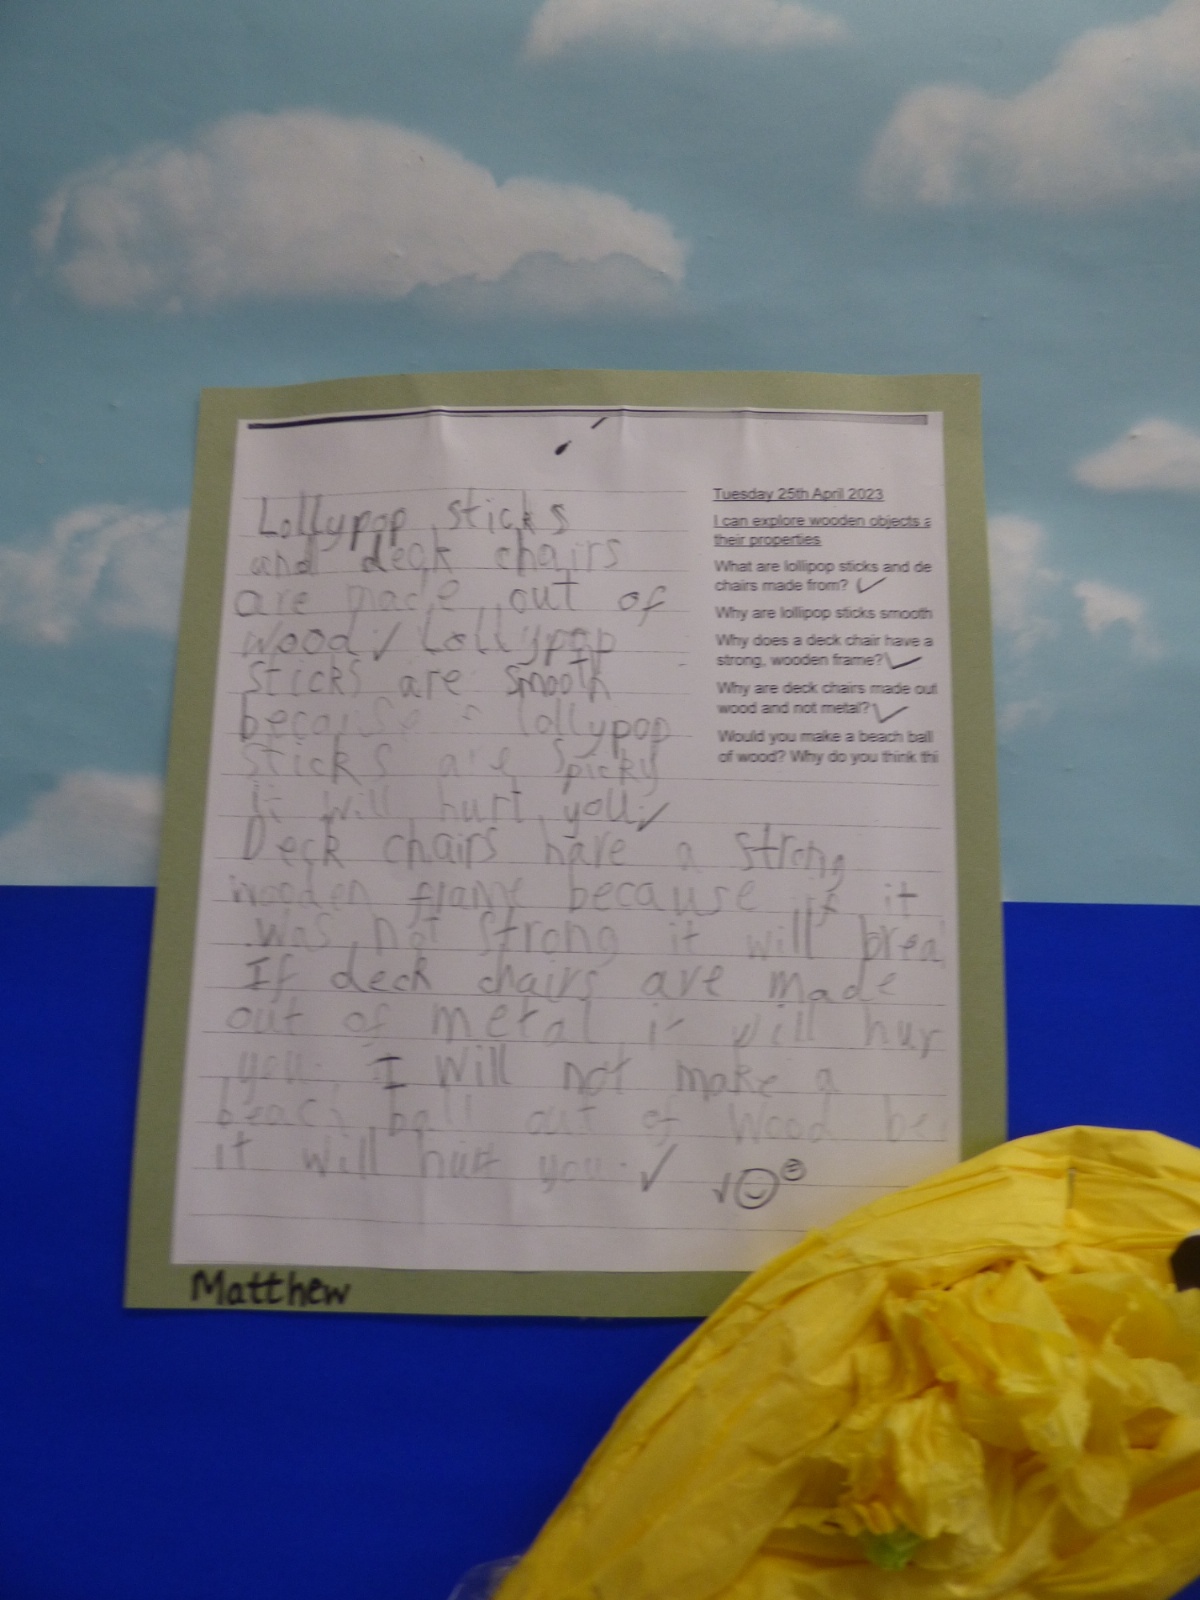 Lollypop sticks
and deck chairs
are made out of
wood. Lollypop
sticks are smooth
because lollypop
sticks are spicky
it will hurt you.
Deck chairs have a strong
wooden frame because if it
was not strong it will brea
If deck chairs are made
out of metal it will hur
you. I will not make a
beach ball out of wood be
it will hurt you.
Tuesday 25th April 2023
I can explore wooden objects a
their properties
What are lollipop sticks and de
chairs made from?
Why are lollipop sticks smooth
Why does a deck chair have a
strong, wooden frame?
Why are deck chairs made out
wood and not metal?
Would you make a beach ball
of wood? Why do you think thi
Matthew